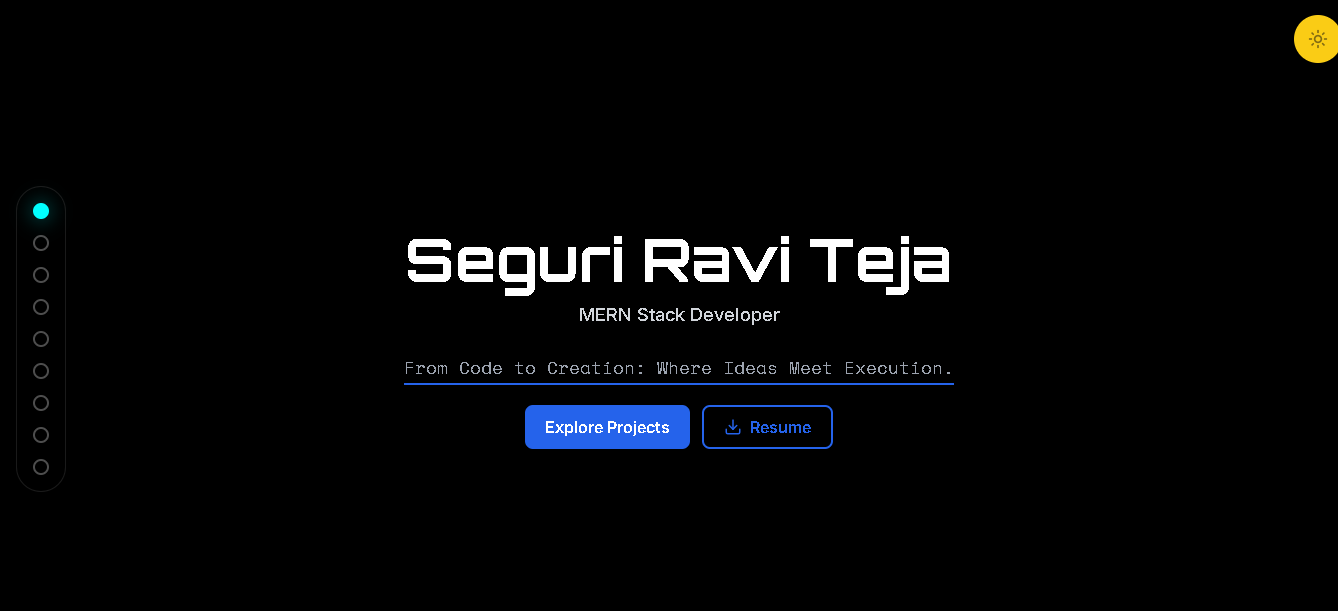 Seguri Ravi Teja
MERN Stack Developer
From Code to Creation: Where Ideas Meet Execution.
Explore Projects
Resume